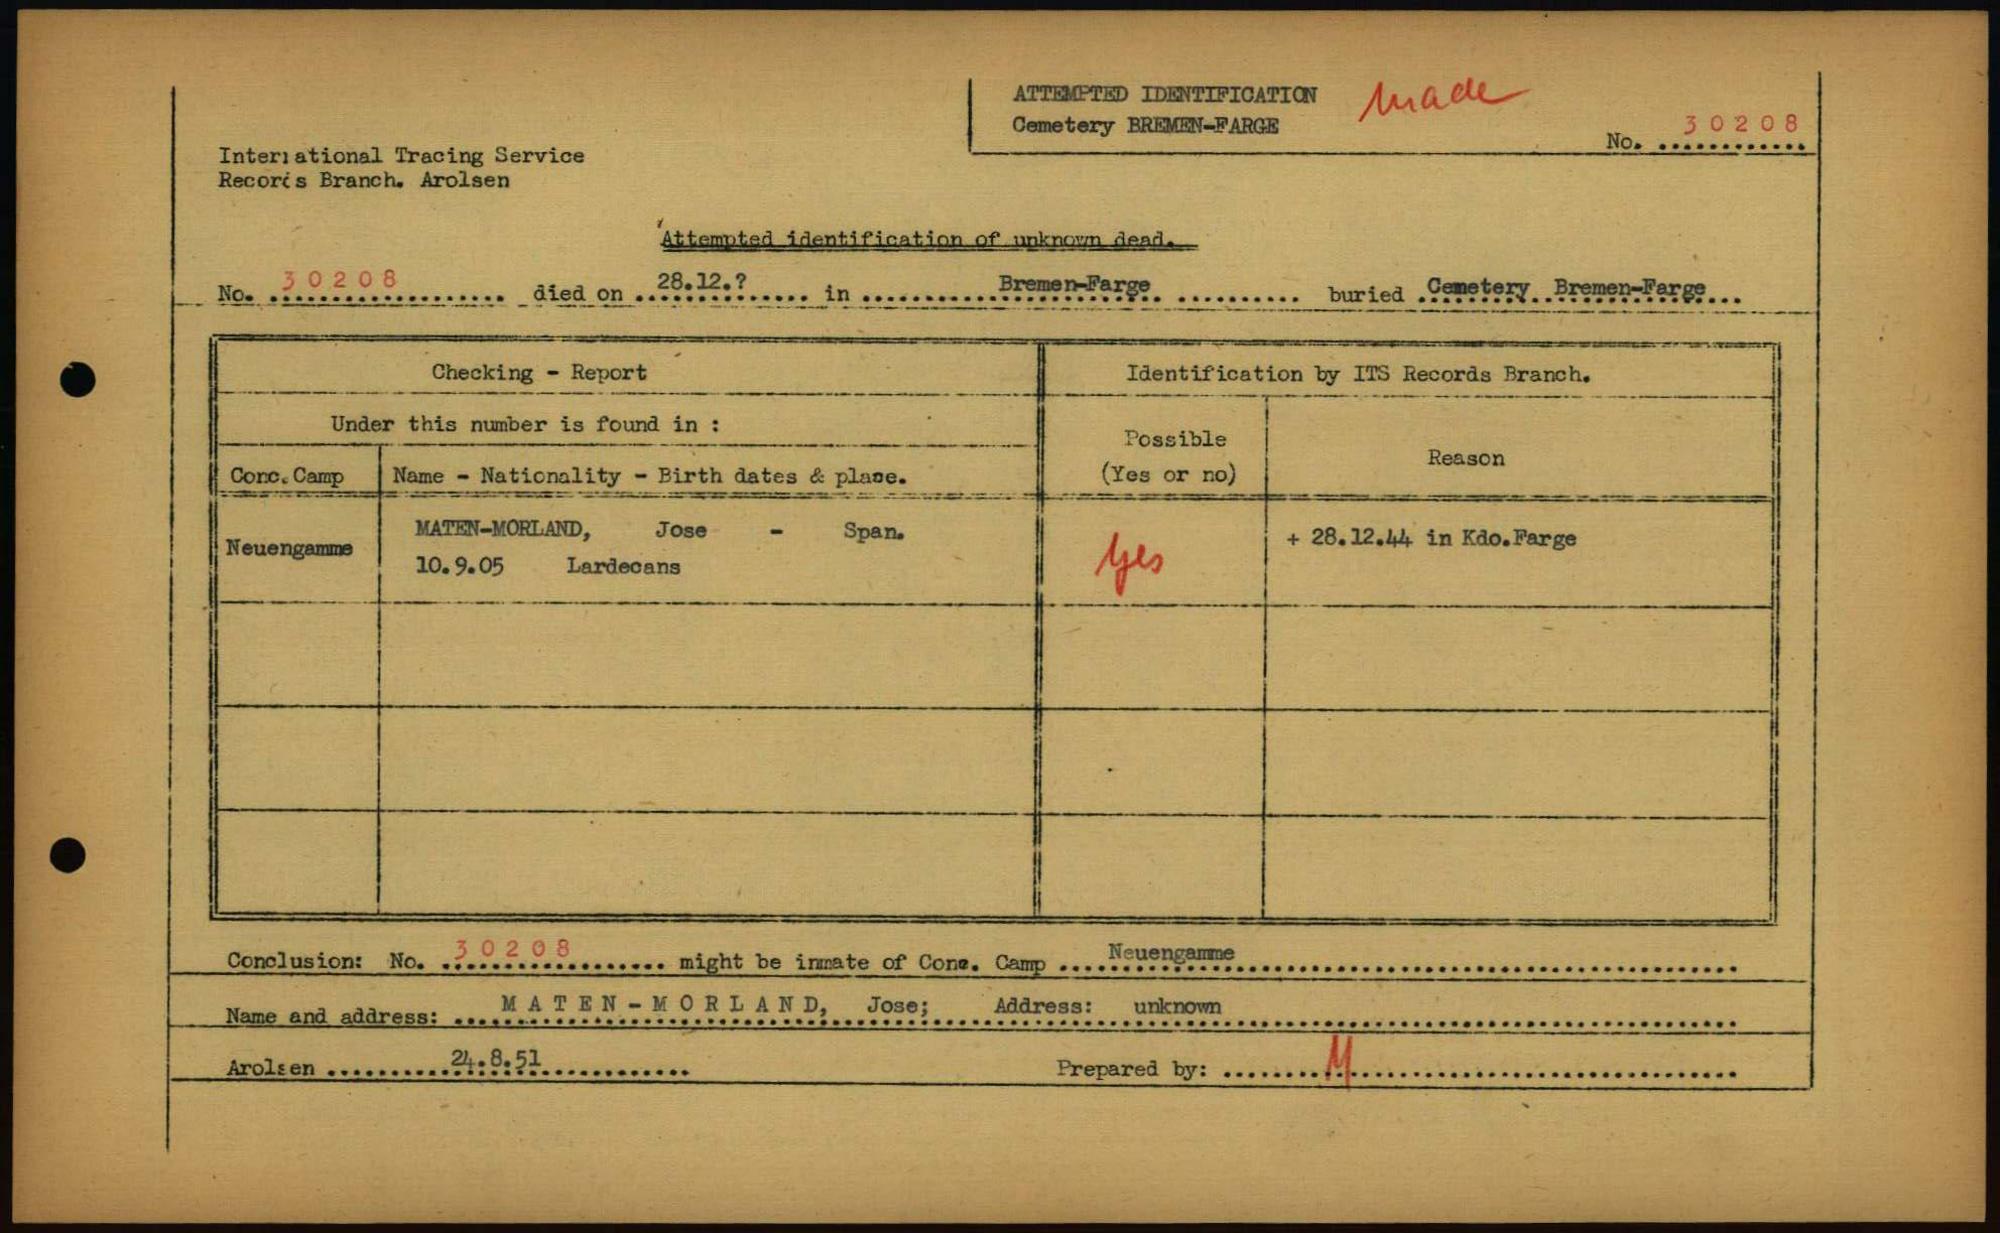 ATTEMPTED IDENTIFICATION made
Cemetery BREMEN-FARGE
No. 30208
International Tracing Service
Records Branch. Arolsen
Attempted identification of unknown dead.
No. 30208 died on 28.12.? in Bremen-Farge buried Cemetery Bremen-Farge
Checking - Report
Identification by ITS Records Branch.
Under this number is found in :
Possible
(Yes or no)
Reason
Conc.Camp
Name - Nationality - Birth dates & place.
Neuengamme
MATEN-MORLAND, Jose - Span.
10.9.05 Lardecans
yes
+ 28.12.44 in Kdo.Farge
Conclusion: No. 30208 might be inmate of Conc. Camp Neuengamme
Name and address: MATEN-MORLAND, Jose; Address: unknown
Arolsen 24.8.51 Prepared by: M